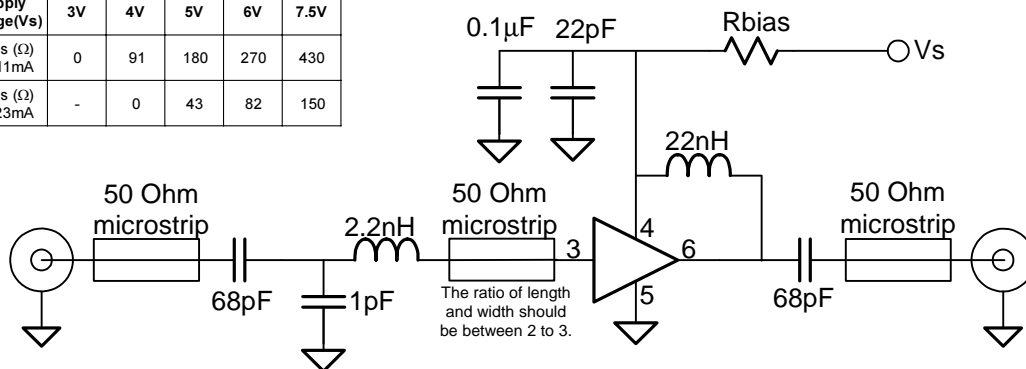 pply
ge(Vs) 3V 4V 5V 6V 7.5V
s (Ω)
11mA 0 91 180 270 430
s (Ω)
23mA - 0 43 82 150
0.1µF 22pF Rbias
Vs
22nH
50 Ohm
microstrip
2.2nH
50 Ohm
microstrip
50 Ohm
microstrip
3
4
6
5
68pF
1pF
The ratio of length
and width should
be between 2 to 3.
68pF